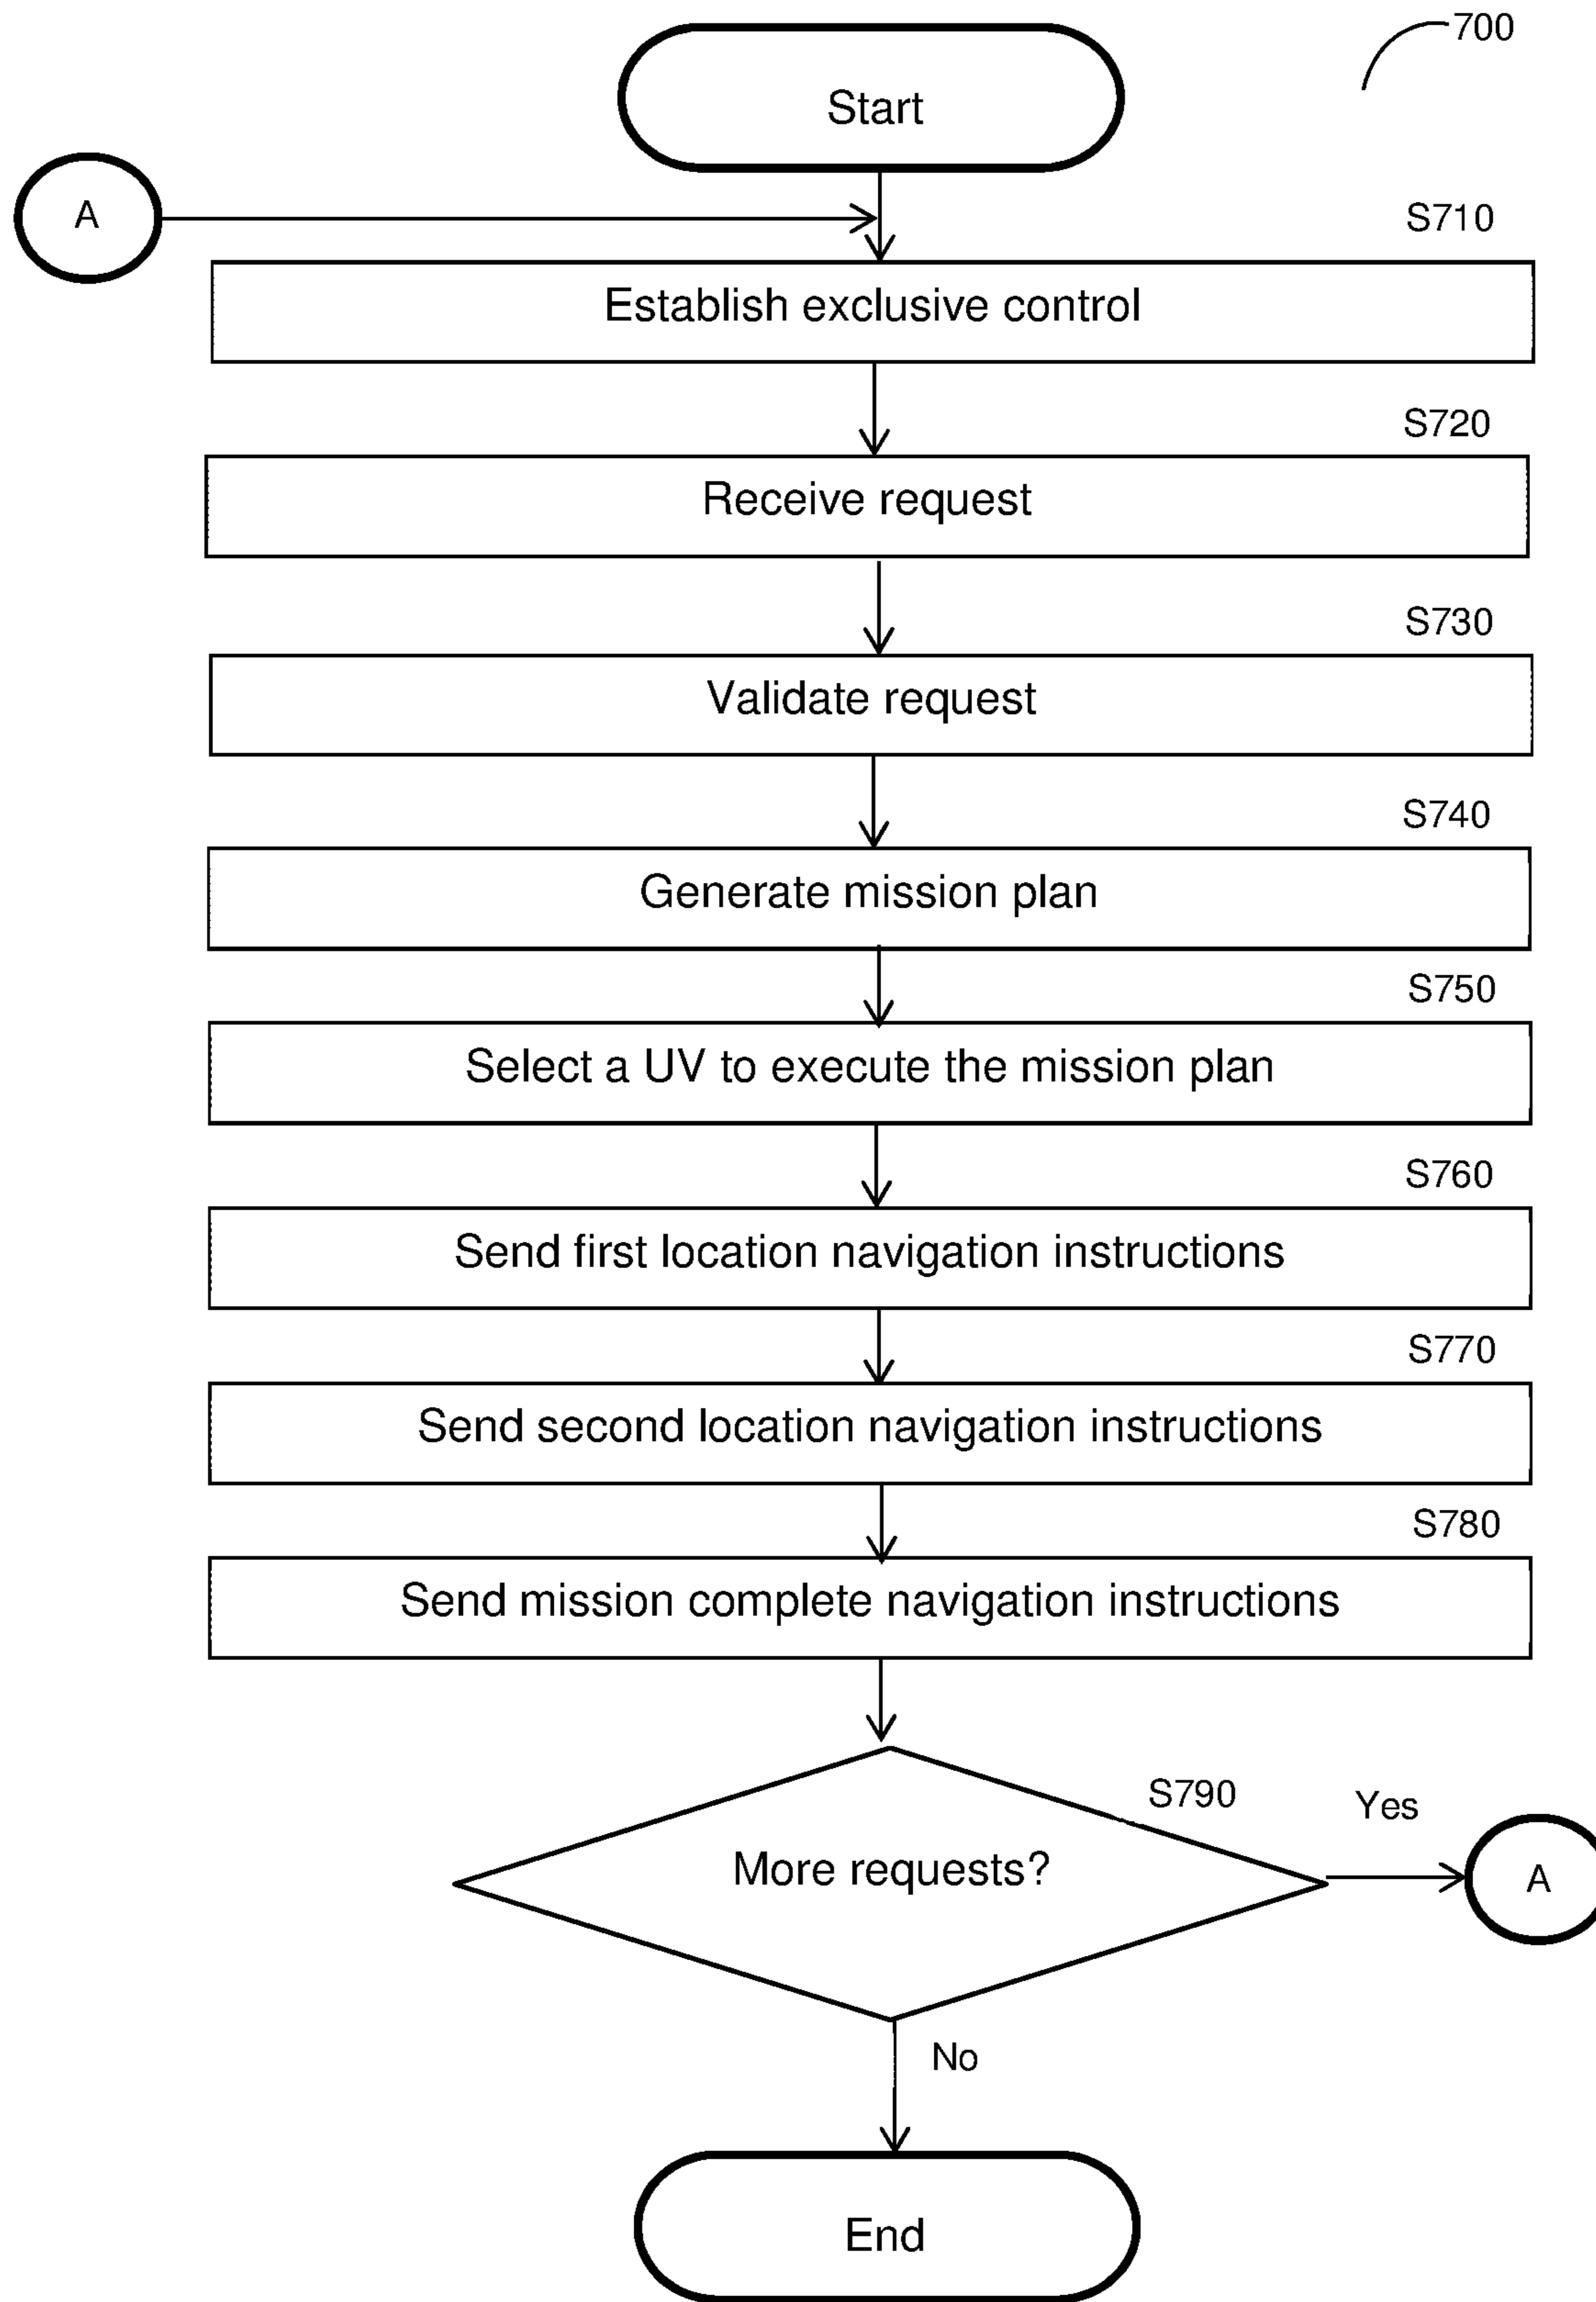 700
Start
A
S710
Establish exclusive control
S720
Receive request
S730
Validate request
S740
Generate mission plan
S750
Select a UV to execute the mission plan
S760
Send first location navigation instructions
S770
Send second location navigation instructions
S780
Send mission complete navigation instructions
S790
Yes
More requests?
A
No
End